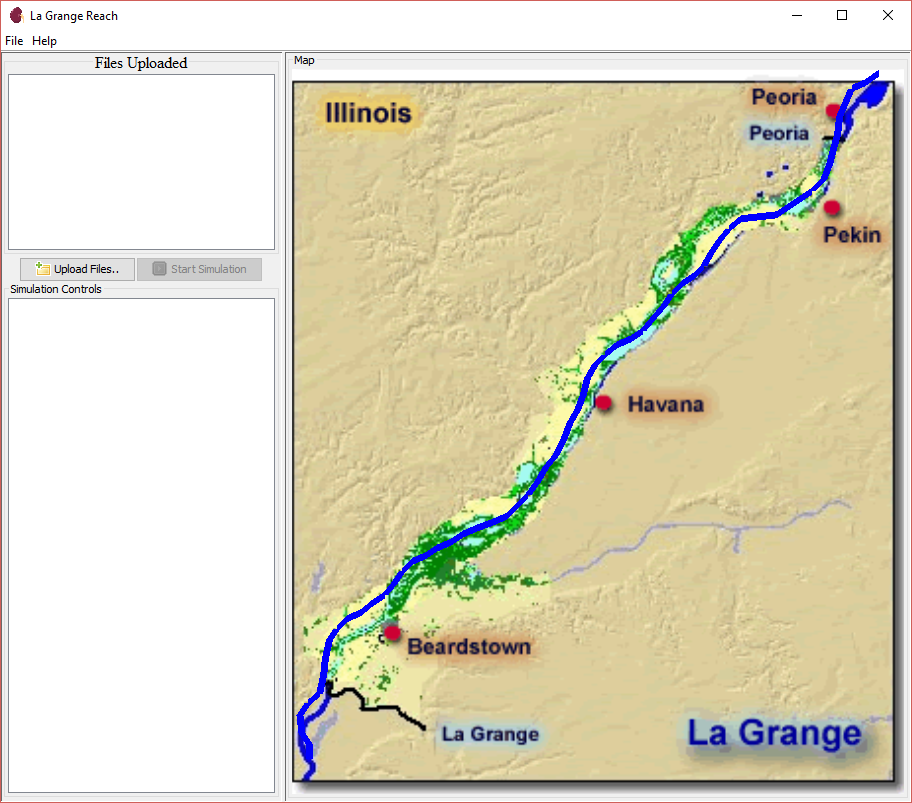 La Grange Reach
File Help
Files Uploaded
Upload Files..
Start Simulation
Simulation Controls
Map
Illinois
Peoria
Peoria
Pekin
Havana
Beardstown
La Grange
La Grange